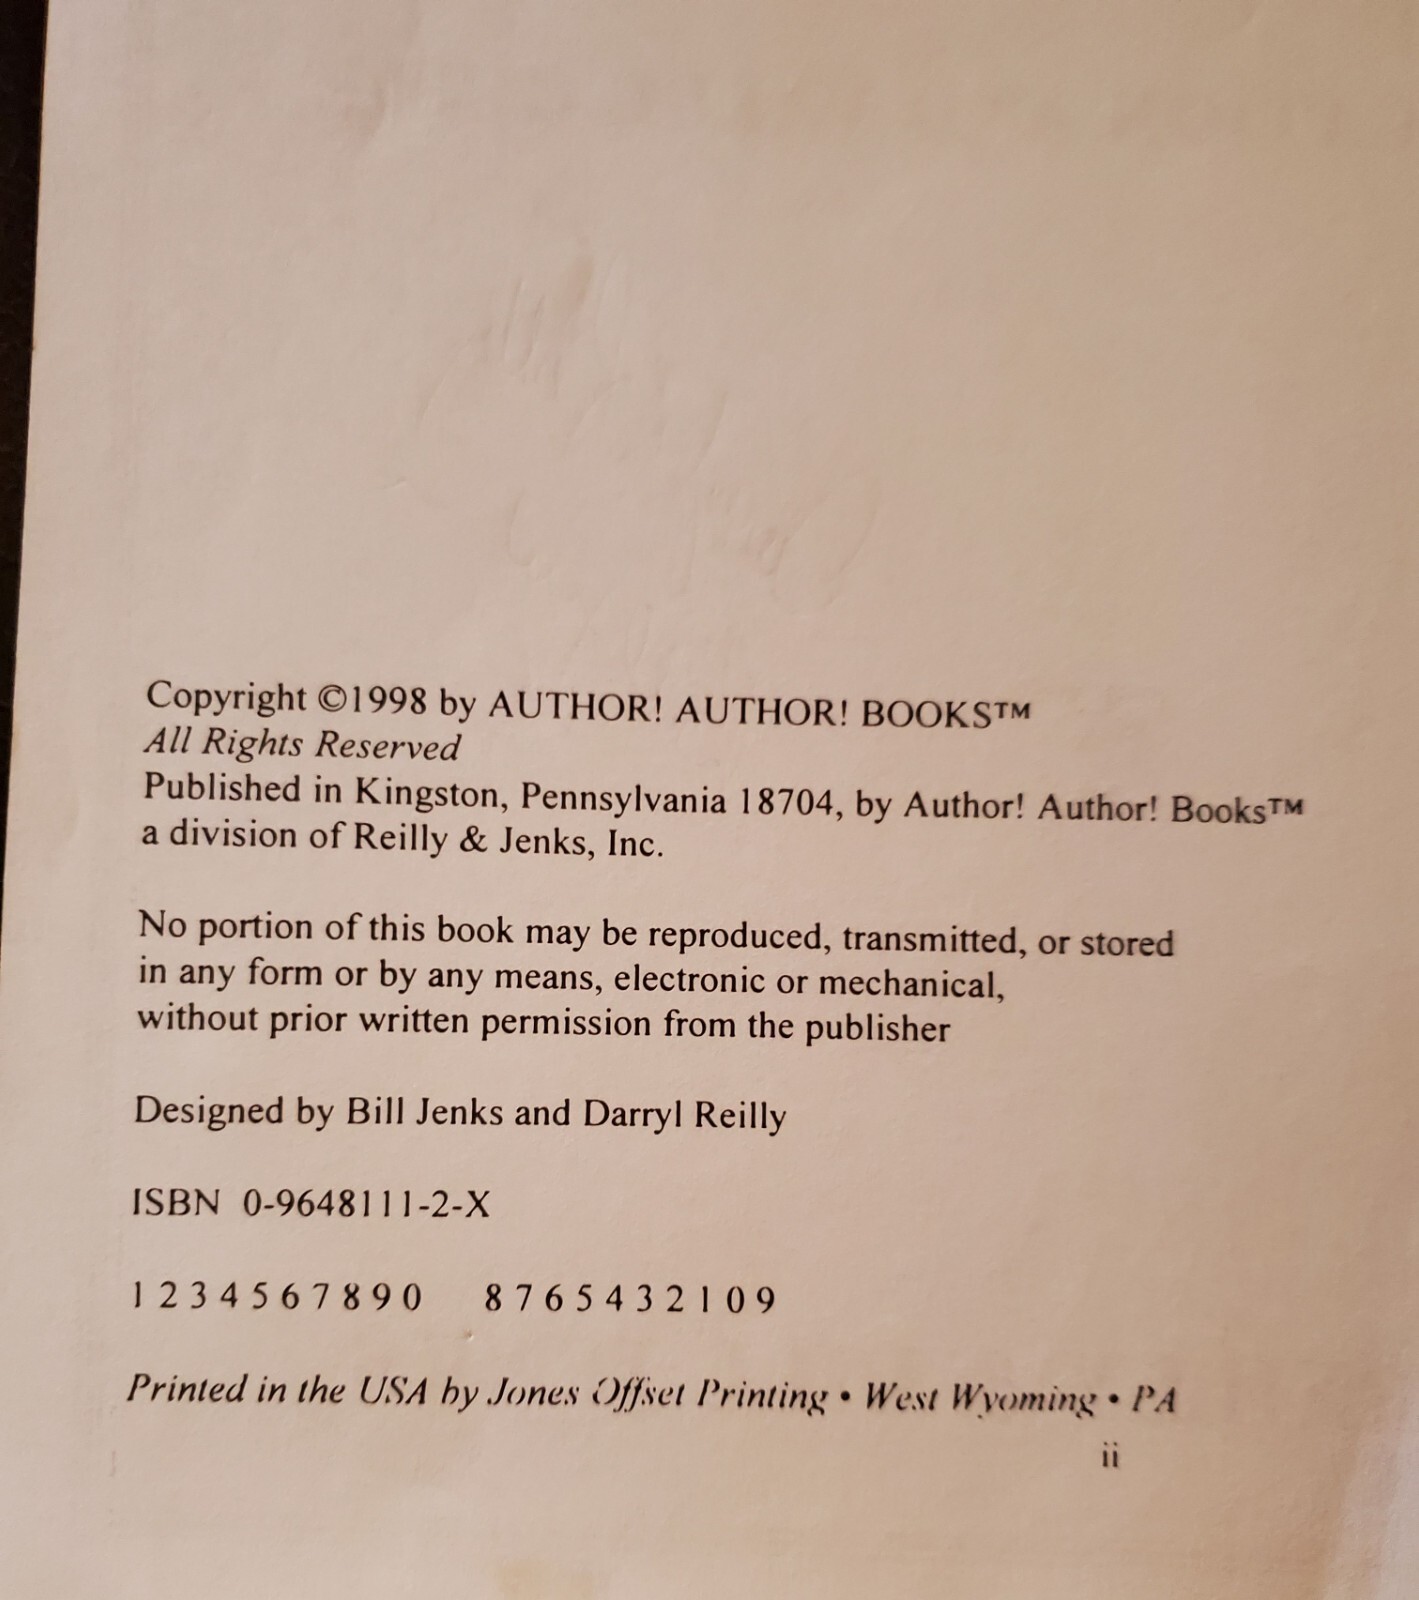 Copyright ©1998 by AUTHOR! AUTHOR! BOOKS™
All Rights Reserved
Published in Kingston, Pennsylvania 18704, by Author! Author! Books™
a division of Reilly & Jenks, Inc.
No portion of this book may be reproduced, transmitted, or stored
in any form or by any means, electronic or mechanical,
without prior written permission from the publisher
Designed by Bill Jenks and Darryl Reilly
ISBN 0-9648111-2-X
1 2 3 4 5 6 7 8 9 0 8 7 6 5 4 3 2 1 0 9
Printed in the USA by Jones Offset Printing • West Wyoming • PA
ii